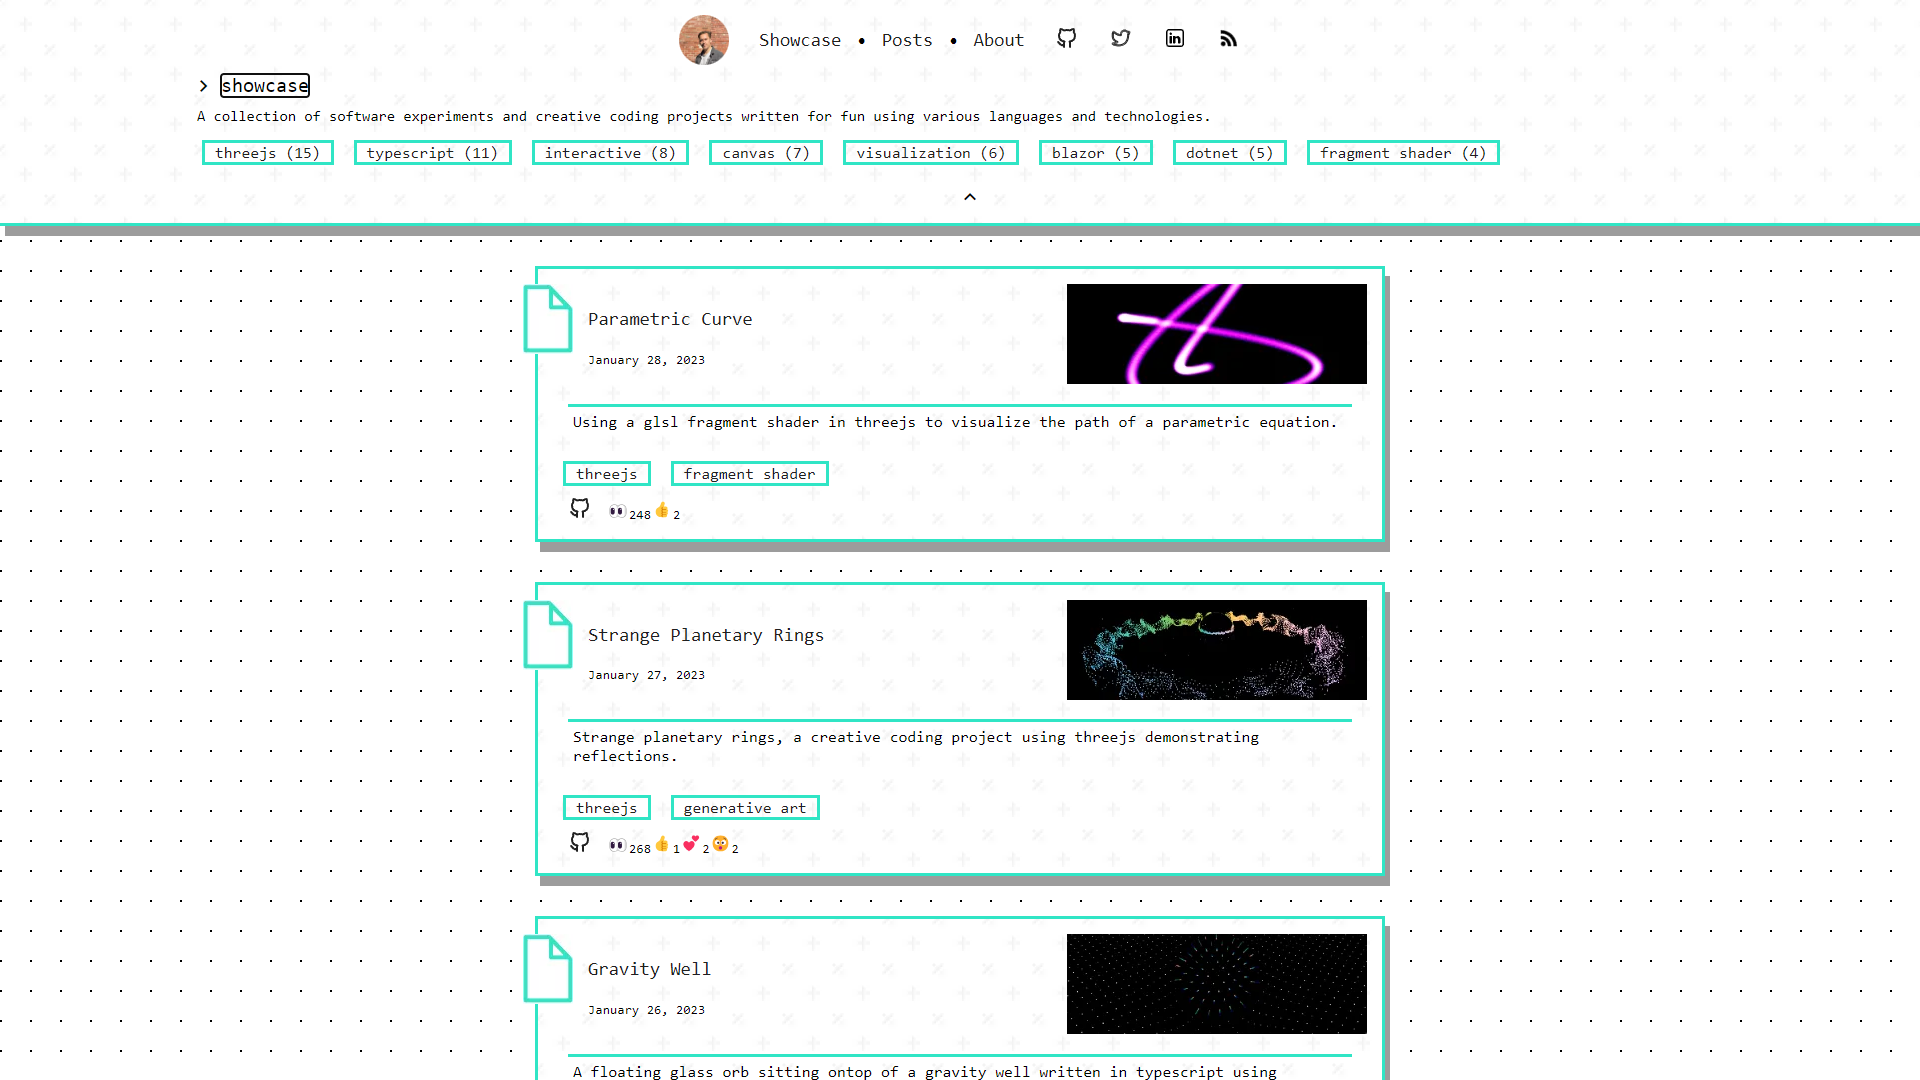 Showcase • Posts • About
> showcase
A collection of software experiments and creative coding projects written for fun using various languages and technologies.
threejs (15) typescript (11) interactive (8) canvas (7) visualization (6) blazor (5) dotnet (5) fragment shader (4)
Parametric Curve
January 28, 2023
Using a glsl fragment shader in threejs to visualize the path of a parametric equation.
threejs fragment shader
👀 248 👍 2
Strange Planetary Rings
January 27, 2023
Strange planetary rings, a creative coding project using threejs demonstrating
reflections.
threejs generative art
👀 268 👍 1 💕 2 😲 2
Gravity Well
January 26, 2023
A floating glass orb sitting ontop of a gravity well written in typescript using